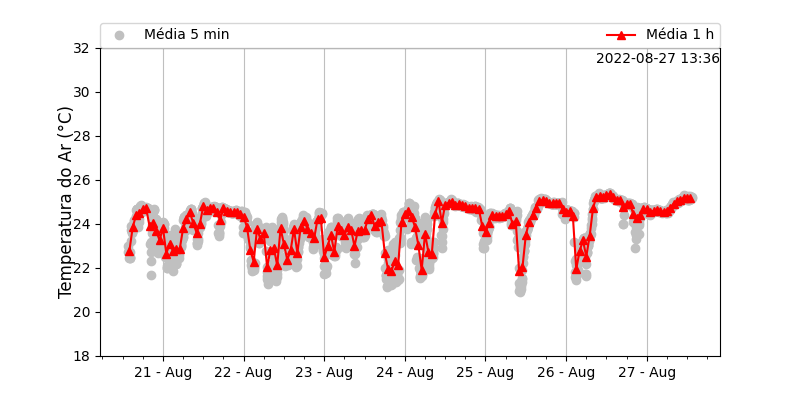 Média 5 min
Média 1 h
2022-08-27 13:36
Temperatura do Ar (°C)
32
30
28
26
24
22
20
18
21 - Aug
22 - Aug
23 - Aug
24 - Aug
25 - Aug
26 - Aug
27 - Aug